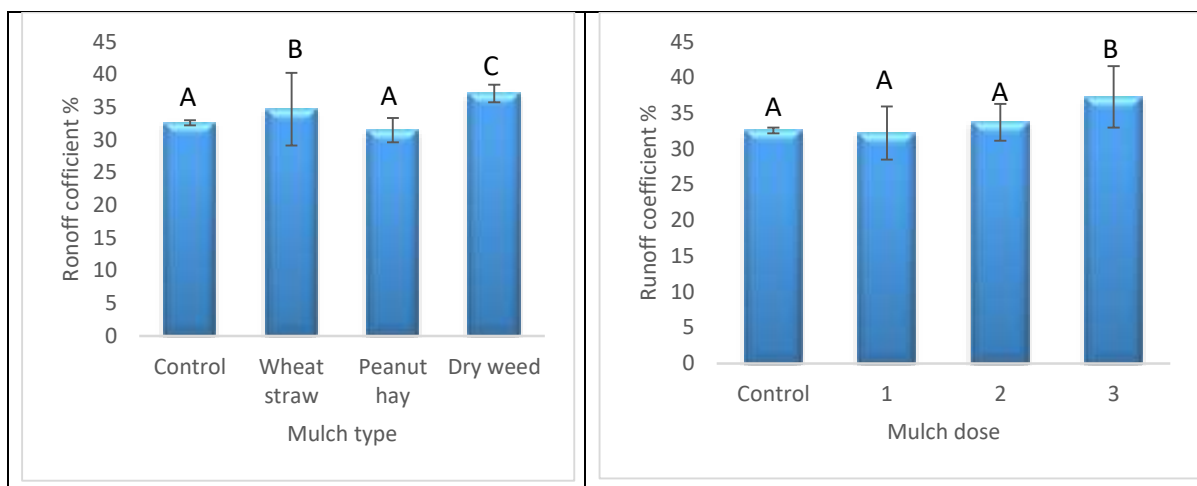 Ronoff cofficient %
45
40
35
30
25
20
15
10
5
0
A
B
A
C
Control
Wheat
straw
Peanut
hay
Dry weed
Mulch type
Runoff coefficient %
45
40
35
30
25
20
15
10
5
0
A
A
A
B
Control
1
2
3
Mulch dose